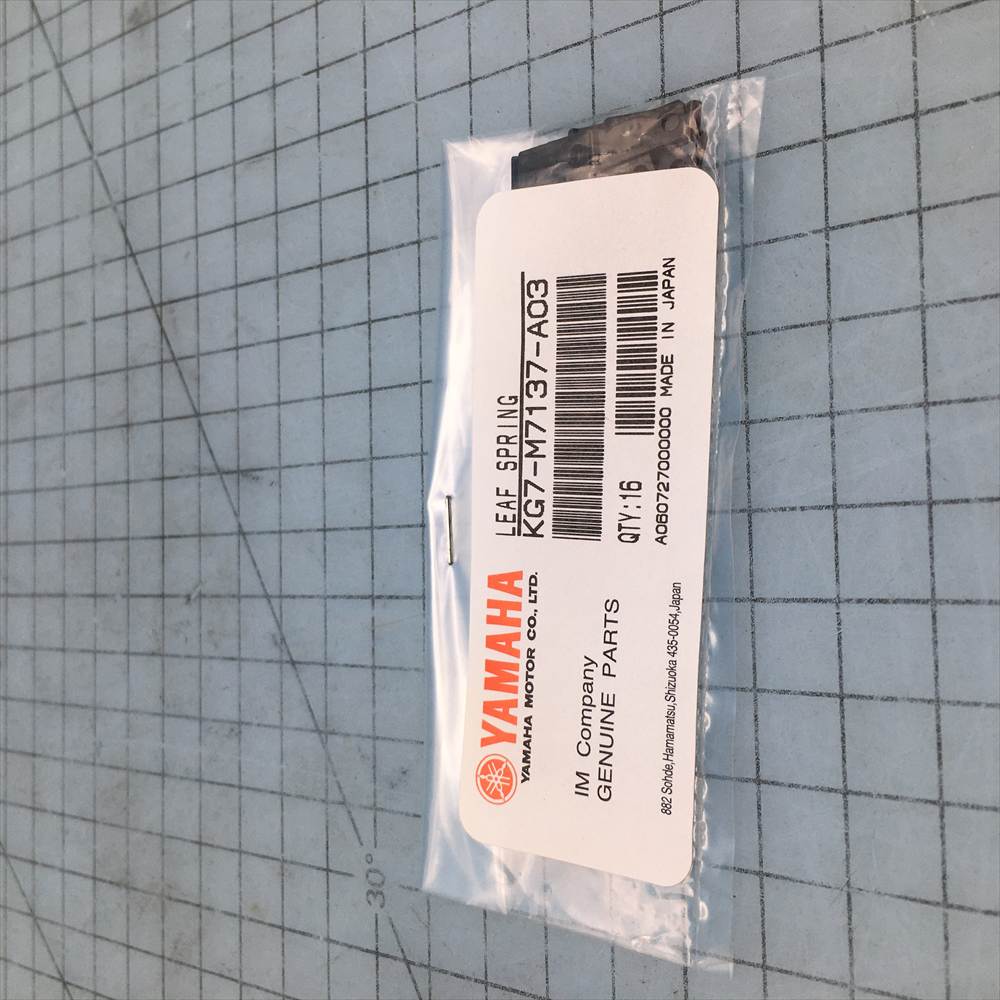 YAMAHA
YAMAHA MOTOR CO., LTD.
IM Company
GENUINE PARTS
882 Sohde,Hamamatsu,Shizuoka 435-0054,Japan
LEAF SPRING
KG7-M7137-A03
QTY:16
A0B0727000000 MADE IN JAPAN
30°